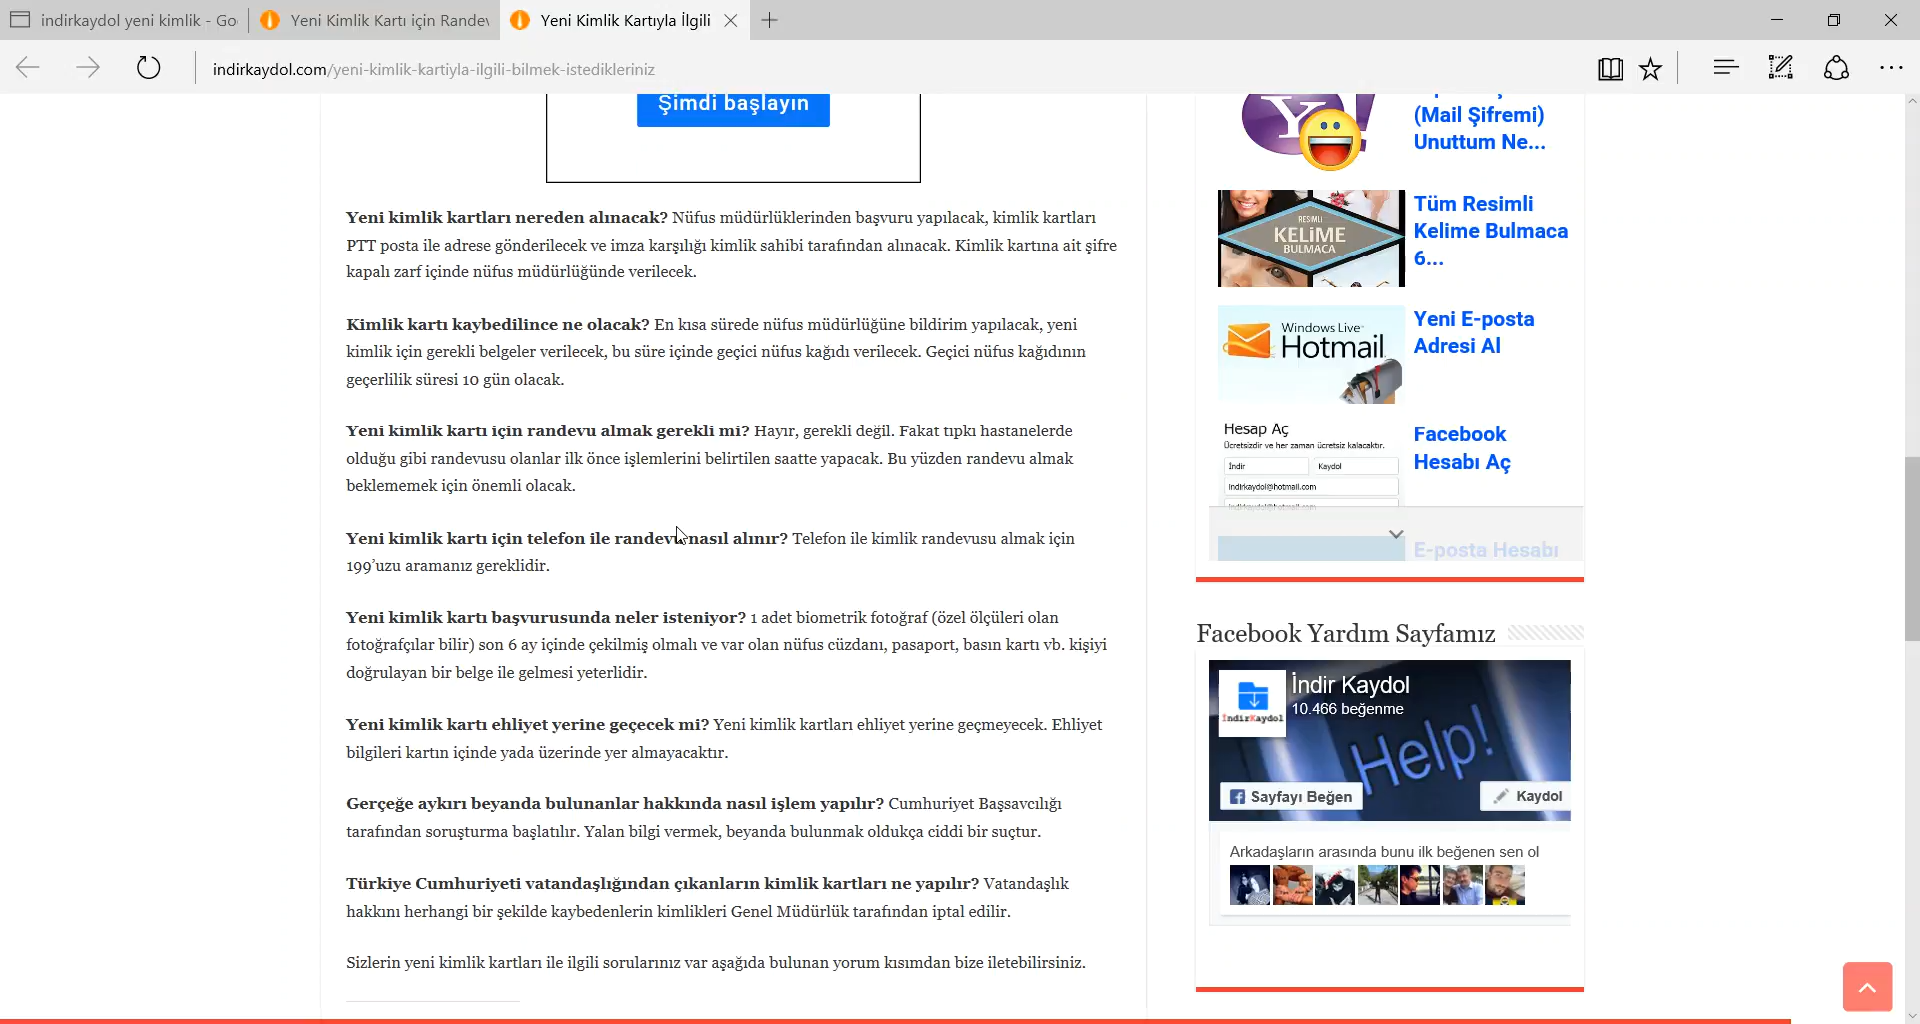 indirkaydol yeni kimlik - Go
Yeni Kimlik Kartı için Randev
Yeni Kimlik Kartıyla İlgili
indirkaydol.com/yeni-kimlik-kartiyla-ilgili-bilmek-istedikleriniz
Şimdi başlayın
Yeni kimlik kartları nereden alınacak? Nüfus müdürlüklerinden başvuru yapılacak, kimlik kartları
PTT posta ile adrese gönderilecek ve imza karşılığı kimlik sahibi tarafından alınacak. Kimlik kartına ait şifre
kapalı zarf içinde nüfus müdürlüğünde verilecek.
Kimlik kartı kaybedilince ne olacak? En kısa sürede nüfus müdürlüğüne bildirim yapılacak, yeni
kimlik için gerekli belgeler verilecek, bu süre içinde geçici nüfus kağıdı verilecek. Geçici nüfus kağıdının
geçerlilik süresi 10 gün olacak.
Yeni kimlik kartı için randevu almak gerekli mi? Hayır, gerekli değil. Fakat tıpkı hastanelerde
olduğu gibi randevusu olanlar ilk önce işlemlerini belirtilen saatte yapacak. Bu yüzden randevu almak
beklememek için önemli olacak.
Yeni kimlik kartı için telefon ile randevu nasıl alınır? Telefon ile kimlik randevusu almak için
199'uzu aramanız gereklidir.
Yeni kimlik kartı başvurusunda neler isteniyor? 1 adet biometrik fotoğraf (özel ölçüleri olan
fotoğrafçılar bilir) son 6 ay içinde çekilmiş olmalı ve var olan nüfus cüzdanı, pasaport, basın kartı vb. kişiyi
doğrulayan bir belge ile gelmesi yeterlidir.
Yeni kimlik kartı ehliyet yerine geçecek mi? Yeni kimlik kartları ehliyet yerine geçmeyecek. Ehliyet
bilgileri kartın içinde yada üzerinde yer almayacaktır.
Gerçeğe aykırı beyanda bulunanlar hakkında nasıl işlem yapılır? Cumhuriyet Başsavcılığı
tarafından soruşturma başlatılır. Yalan bilgi vermek, beyanda bulunmak oldukça ciddi bir suçtur.
Türkiye Cumhuriyeti vatandaşlığından çıkanların kimlik kartları ne yapılır? Vatandaşlık
hakkını herhangi bir şekilde kaybedenlerin kimlikleri Genel Müdürlük tarafından iptal edilir.
Sizlerin yeni kimlik kartları ile ilgili sorularınız var aşağıda bulunan yorum kısımdan bize iletebilirsiniz.
Y!
(Mail Şifremi)
Unuttum Ne...
RESİMLİ
KELİME
BULMACA
Tüm Resimli
Kelime Bulmaca
6...
Windows Live™
Hotmail
Yeni E-posta
Adresi Al
Hesap Aç
Ücretsizdir ve her zaman ücretsiz kalacaktır.
İndir
Kaydol
indirkaydol@hotmail.com
Facebook
Hesabı Aç
E-posta Hesabı
Facebook Yardım Sayfamız
İndirKaydol
İndir Kaydol
10.466 beğenme
Help!
Sayfayı Beğen
Kaydol
Arkadaşların arasında bunu ilk beğenen sen ol